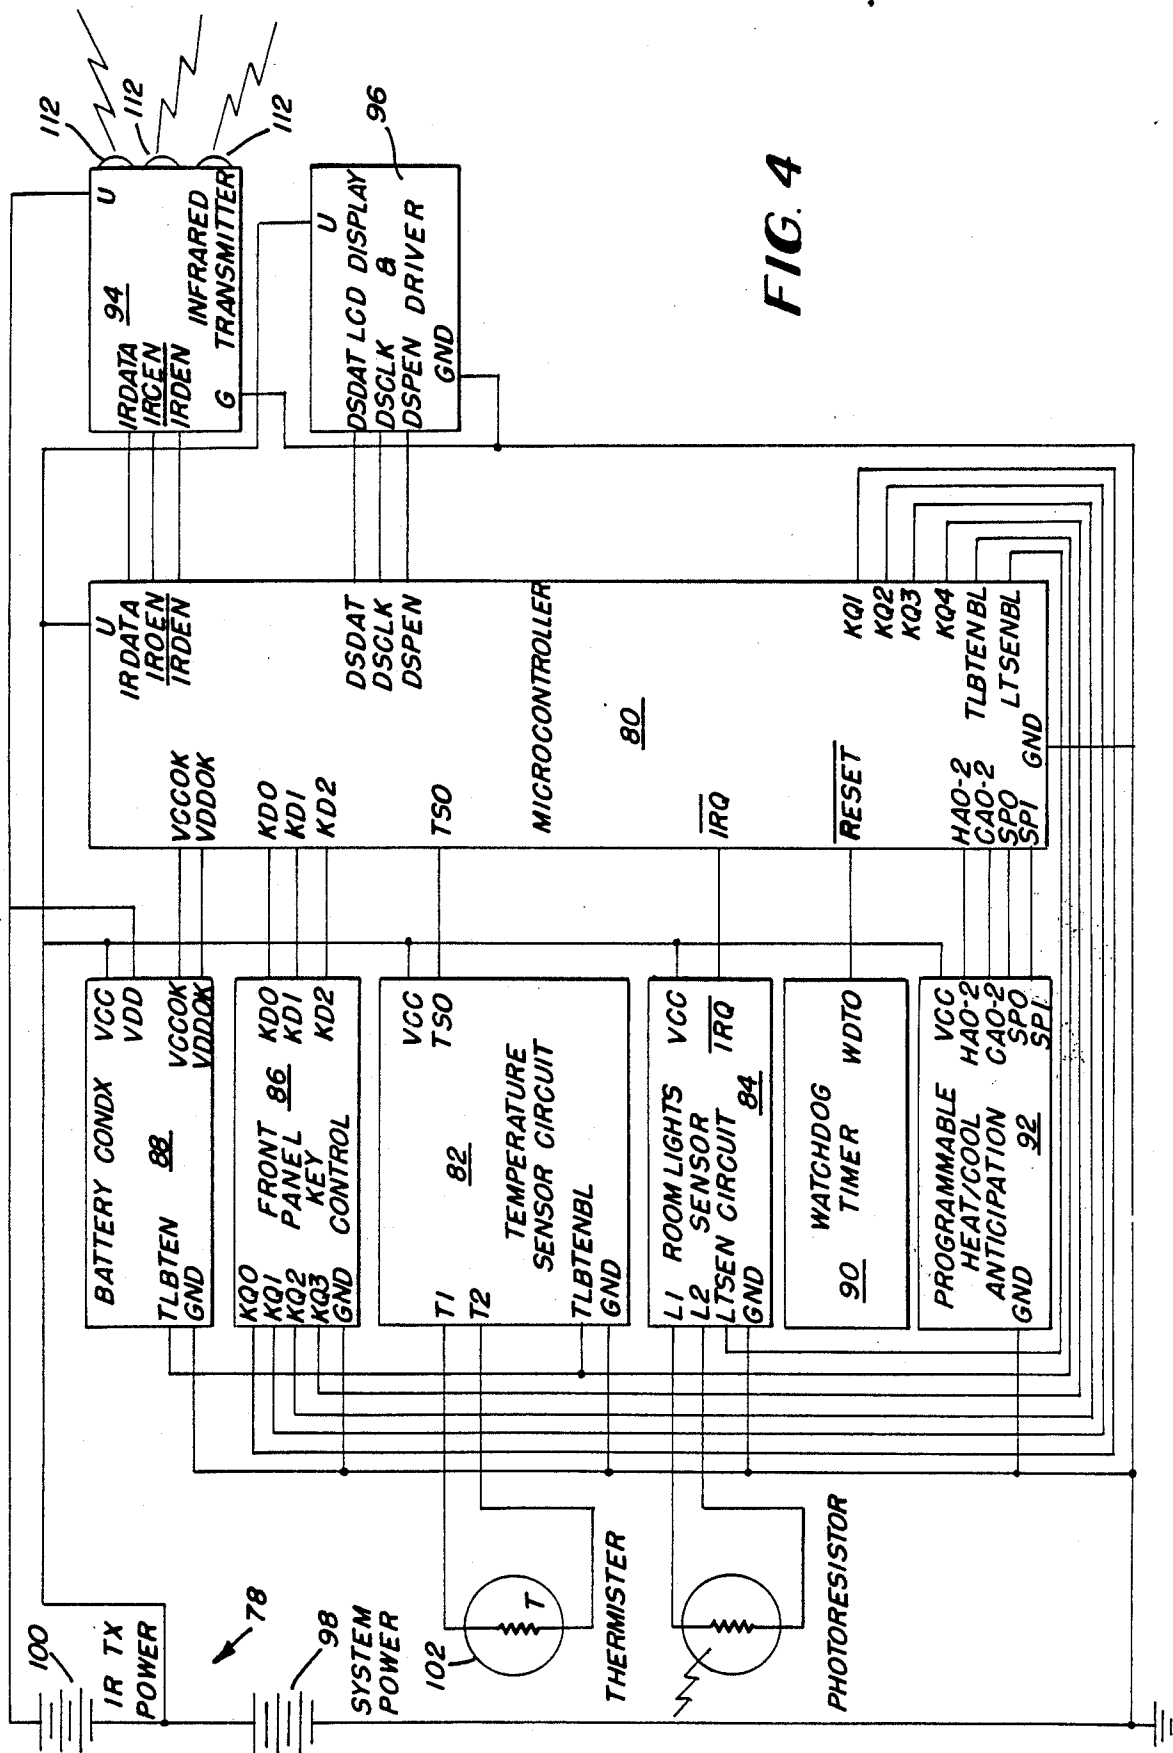 100
IR TX
POWER
78
98
SYSTEM
POWER
102
T
THERMISTER
PHOTORESISTOR
BATTERY CONDX
88
TLBTEN
GND
VCC
VDD
VCCOK
VDDOK
FRONT
PANEL 86
KEY
CONTROL
KQ0
KQ1
KQ2
KQ3
GND
KD0
KD1
KD2
T1
T2
82
TEMPERATURE
SENSOR CIRCUIT
TLBTENBL
GND
VCC
TSO
L1 ROOM LIGHTS
L2 SENSOR
LTSEN CIRCUIT
GND
84
VCC
IRQ
WATCHDOG
TIMER
90
WDTO
PROGRAMMABLE
HEAT/COOL
ANTICIPATION
GND
92
VCC
HAO-2
CAO-2
SPO
SPI
U
IRDATA
IROEN
IRDEN
VCCOK
VDDOK
KDO
KD1
KD2
DSDAT
DSCLK
DSPEN
TSO
MICROCONTROLLER
80
IRQ
RESET
HAO-2
CAO-2
SPO
SPI
GND
KQ1
KQ2
KQ3
KQ4
TLBTENBL
LTSENBL
IRDATA
IRCEN
IRDEN
94
INFRARED
TRANSMITTER
G
U
112
112
112
DSDAT LCD DISPLAY
DSCLK &
DSPEN DRIVER
GND
U
96
FIG. 4